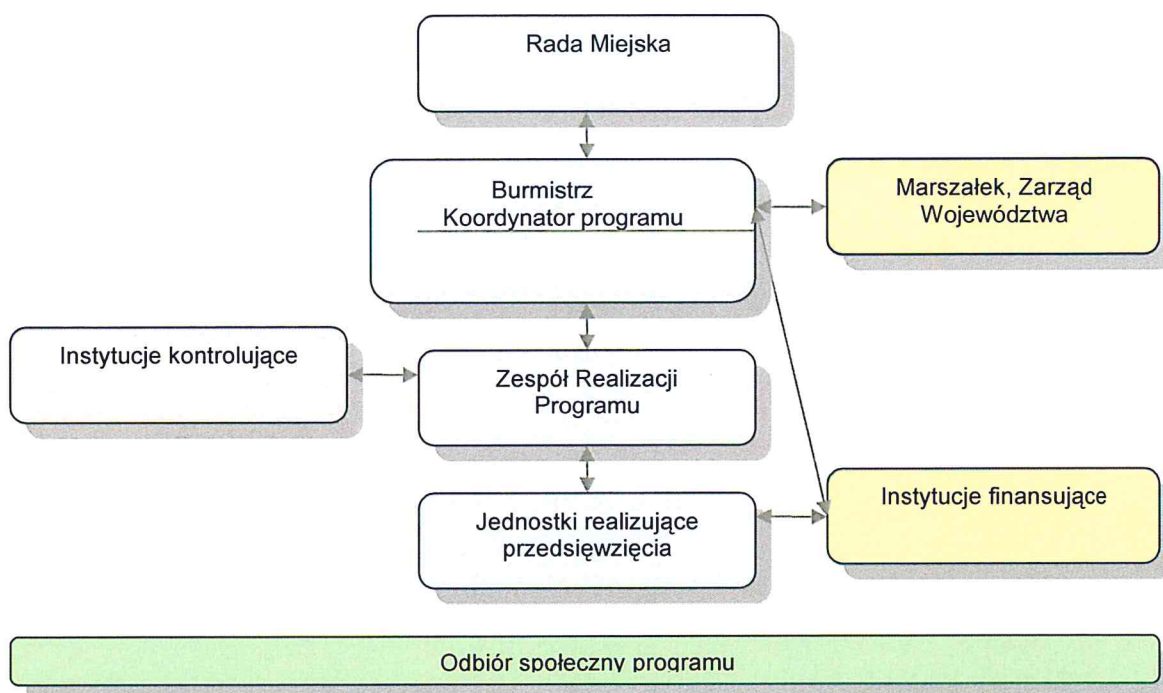 Rada Miejska
Burmistrz
Koordynator programu
Marszałek, Zarząd
Województwa
Instytucje kontrolujące
Zespół Realizacji
Programu
Jednostki realizujące
przedsięwzięcia
Instytucje finansujące
Odbiór społeczny programu